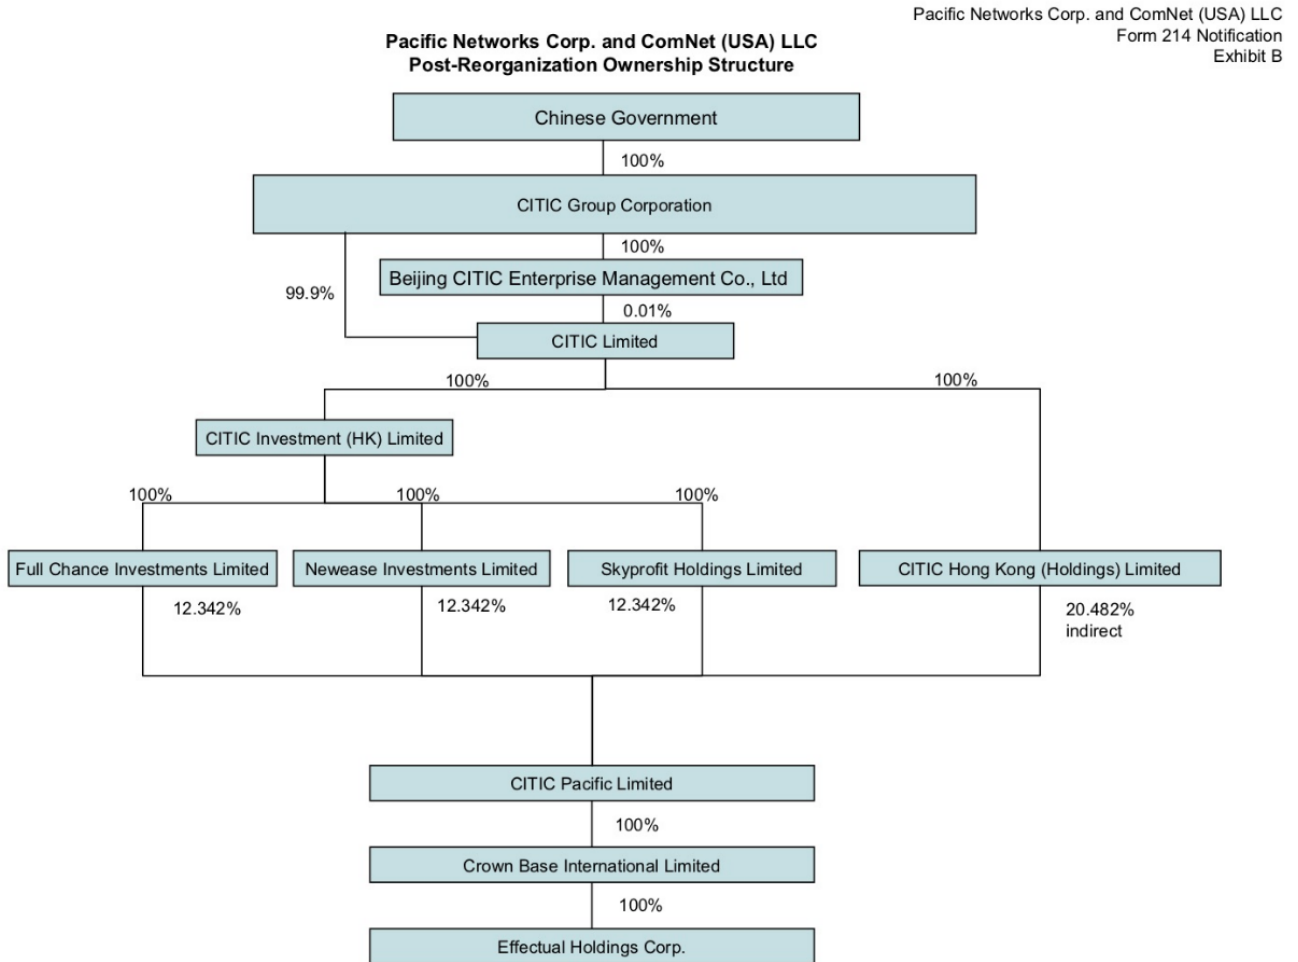 Pacific Networks Corp. and ComNet (USA) LLC
Form 214 Notification
Exhibit B
Pacific Networks Corp. and ComNet (USA) LLC
Post-Reorganization Ownership Structure
Chinese Government
100%
CITIC Group Corporation
100%
Beijing CITIC Enterprise Management Co., Ltd
99.9%
0.01%
CITIC Limited
100%
100%
CITIC Investment (HK) Limited
100%
100%
100%
Full Chance Investments Limited
Newease Investments Limited
Skyprofit Holdings Limited
CITIC Hong Kong (Holdings) Limited
12.342%
12.342%
12.342%
20.482%
indirect
CITIC Pacific Limited
100%
Crown Base International Limited
100%
Effectual Holdings Corp.